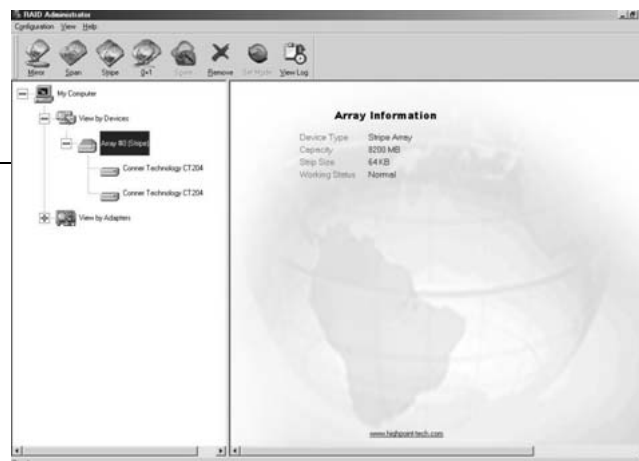 RAID Administrator
Configuration View Help
Mirror Span Stripe 0+1 Spare Remove Set Mode View Log
My Computer
View by Devices
Array #0 (Stripe)
Conner Technology CT204
Conner Technology CT204
View by Adapters
Array Information
Device Type Stripe Array
Capacity 8200 MB
Strip Size 64 KB
Working Status Normal
www.highpoint-tech.com